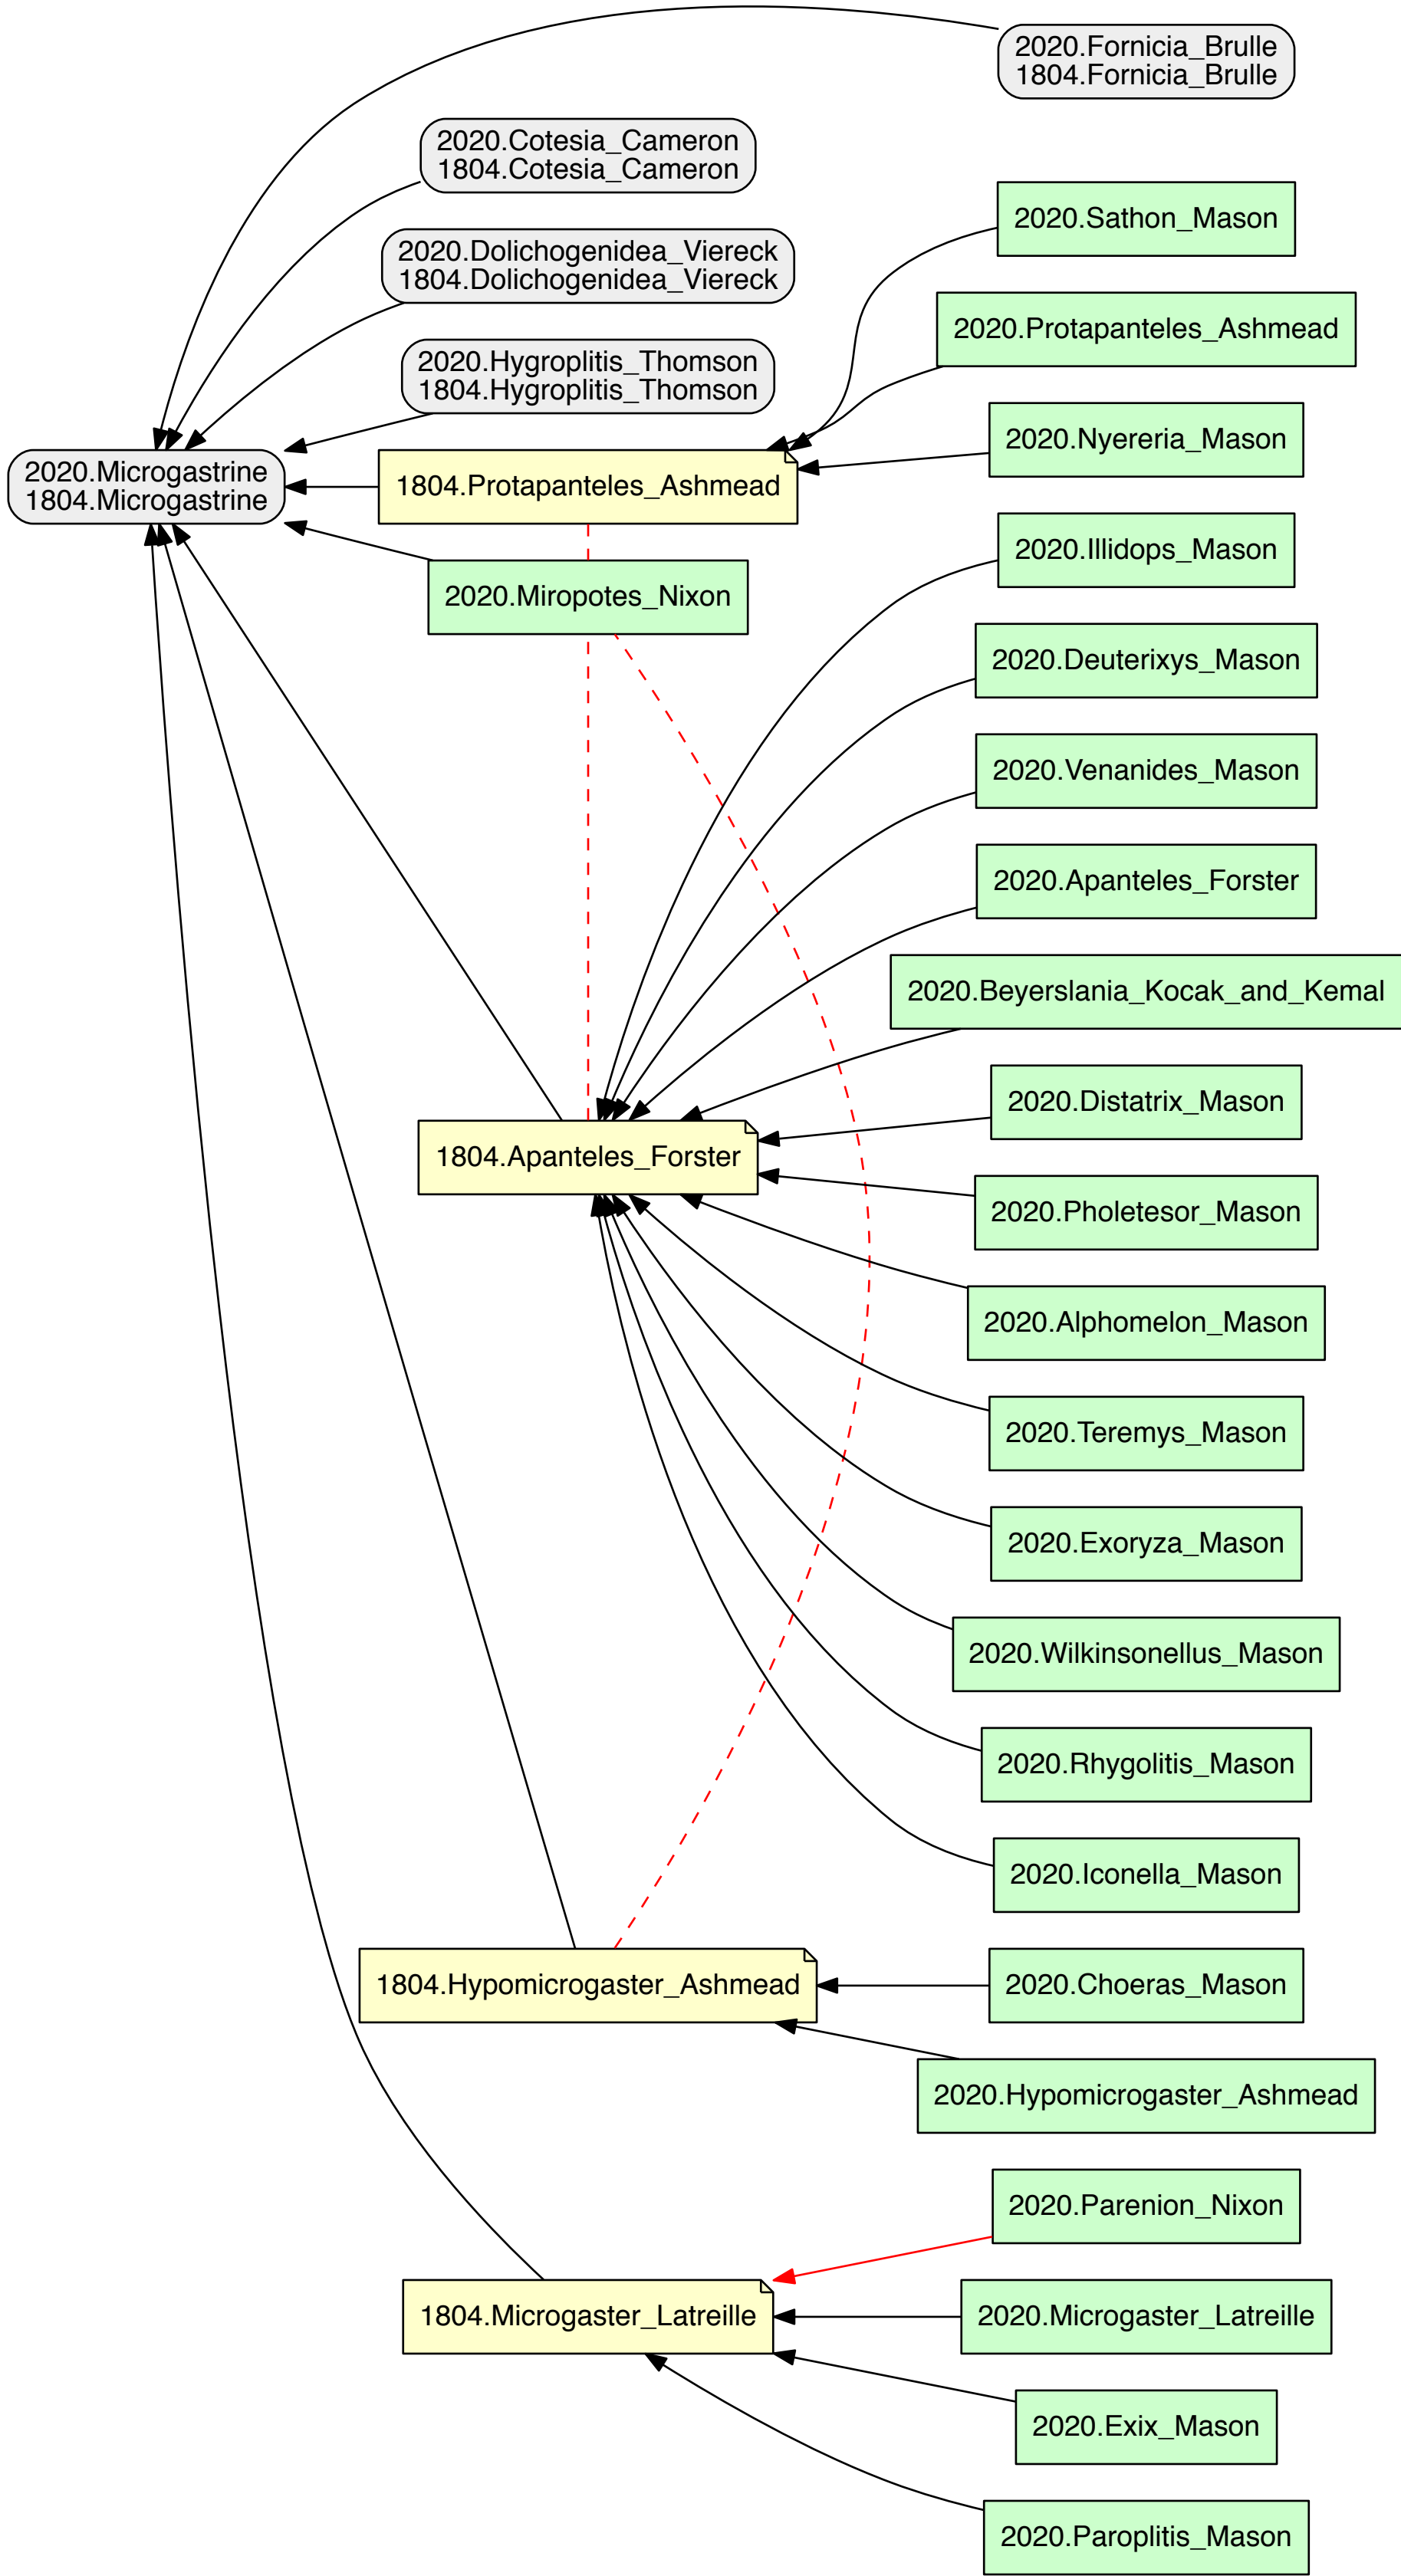 2020.Fornicia_Brulle
1804.Fornicia_Brulle
2020.Cotesia_Cameron
1804.Cotesia_Cameron
2020.Sathon_Mason
2020.Dolichogenidea_Viereck
1804.Dolichogenidea_Viereck
2020.Protapanteles_Ashmead
2020.Hygroplitis_Thomson
1804.Hygroplitis_Thomson
2020.Nyereria_Mason
2020.Microgastrine
1804.Microgastrine
1804.Protapanteles_Ashmead
2020.Illidops_Mason
2020.Miropotes_Nixon
2020.Deuterixys_Mason
2020.Venanides_Mason
2020.Apanteles_Forster
2020.Beyerslania_Kocak_and_Kemal
2020.Distatrix_Mason
1804.Apanteles_Forster
2020.Pholetesor_Mason
2020.Alphomelon_Mason
2020.Teremys_Mason
2020.Exoryza_Mason
2020.Wilkinsonellus_Mason
2020.Rhygolitis_Mason
2020.Iconella_Mason
1804.Hypomicrogaster_Ashmead
2020.Choeras_Mason
2020.Hypomicrogaster_Ashmead
2020.Parenion_Nixon
1804.Microgaster_Latreille
2020.Microgaster_Latreille
2020.Exix_Mason
2020.Paroplitis_Mason